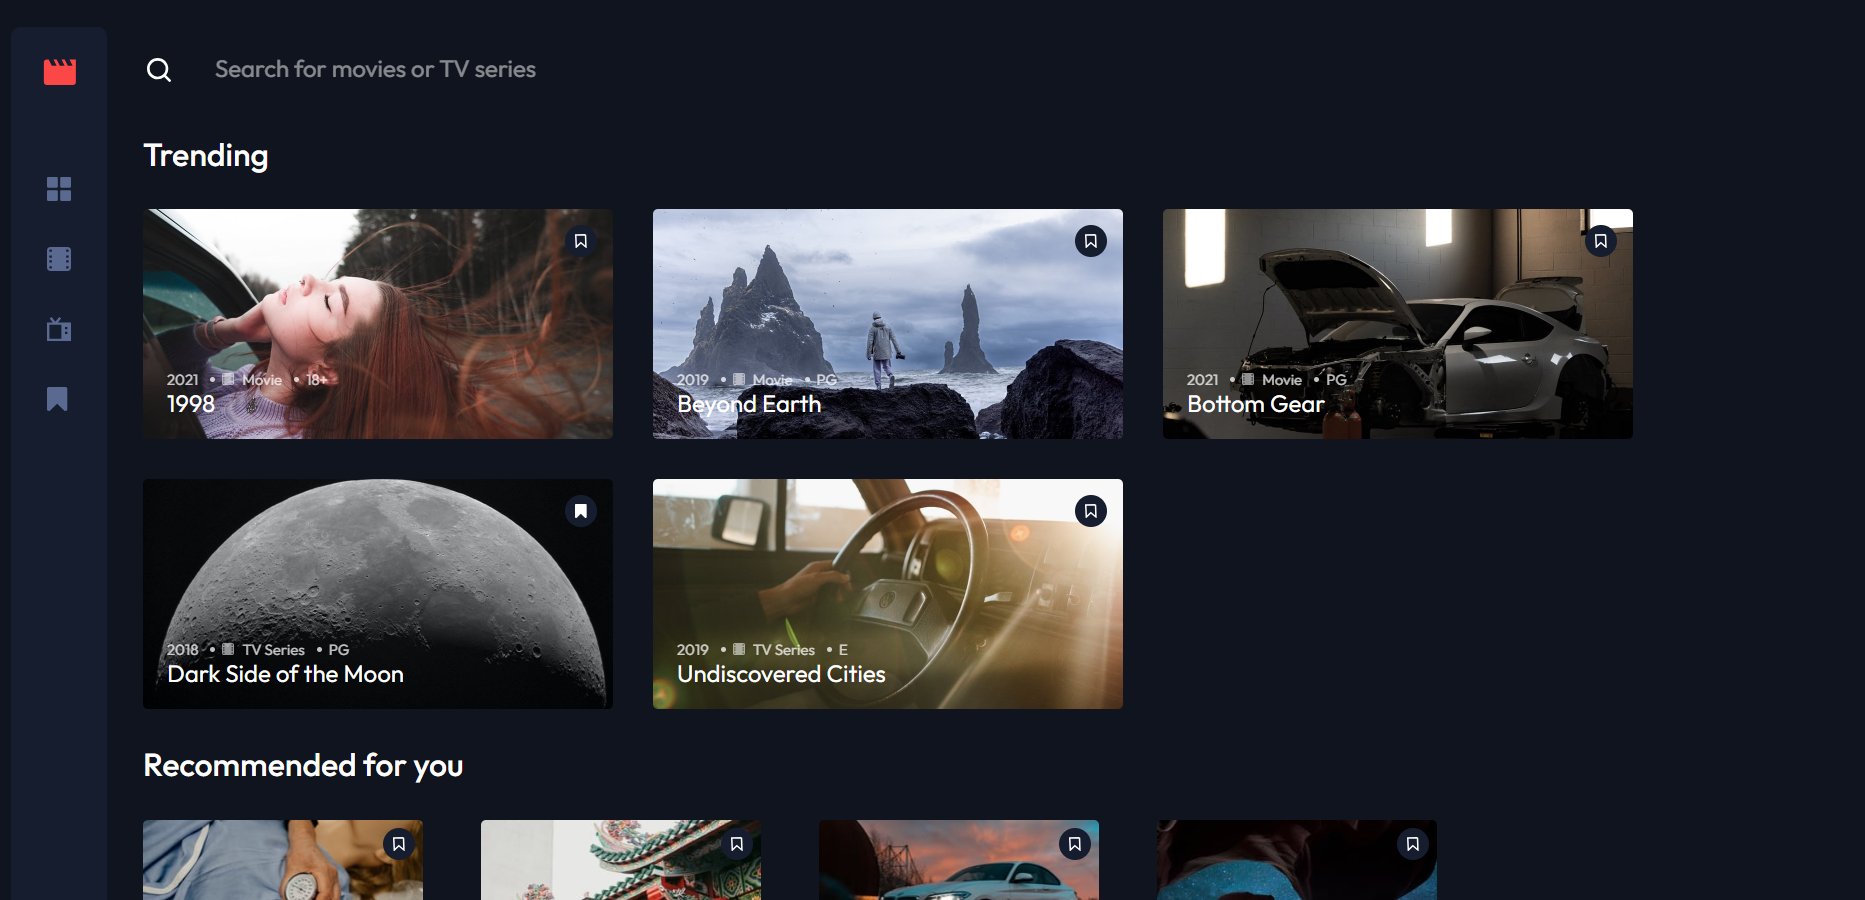 Search for movies or TV series
Trending
2021 • Movie • 18+
1998
2019 • Movie • PG
Beyond Earth
2021 • Movie • PG
Bottom Gear
2018 • TV Series • PG
Dark Side of the Moon
2019 • TV Series • E
Undiscovered Cities
Recommended for you